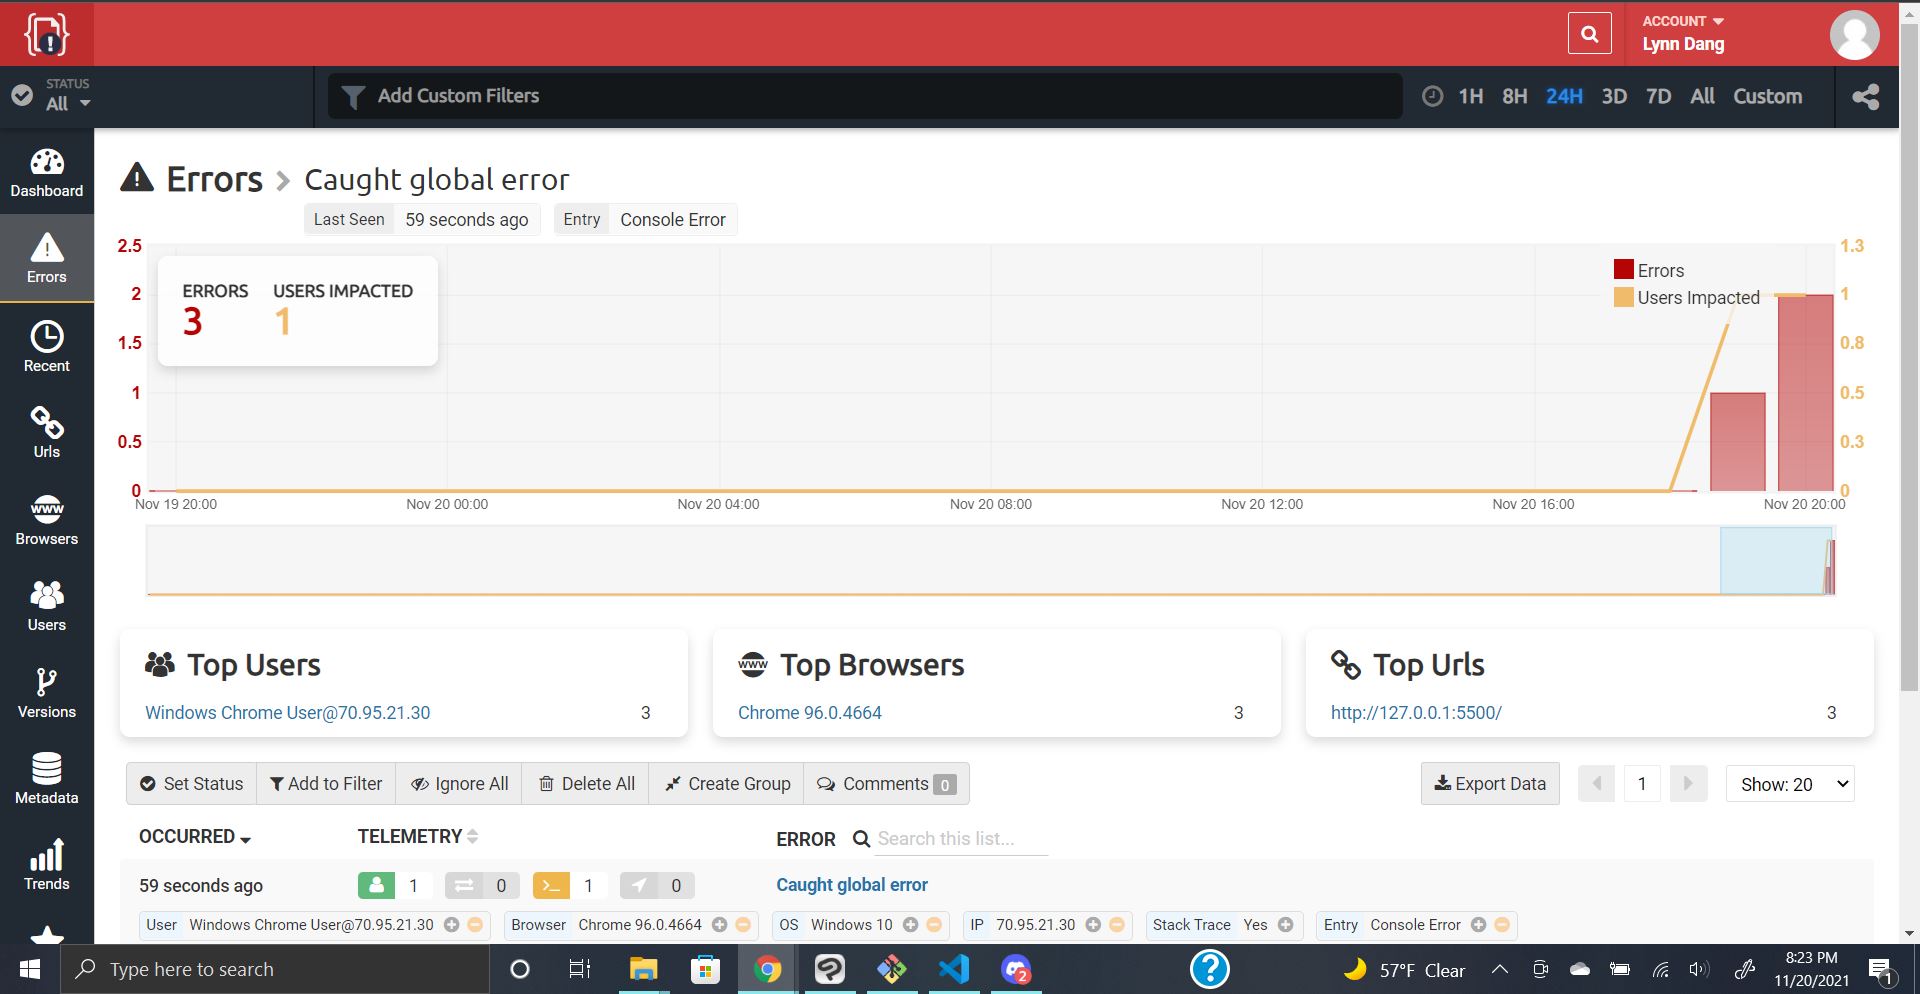 ACCOUNT
Lynn Dang
STATUS
All
Add Custom Filters
1H 8H 24H 3D 7D All Custom
Dashboard
Errors
Recent
Urls
WWW
Browsers
Users
Versions
Metadata
Trends
Errors > Caught global error
Last Seen 59 seconds ago Entry Console Error
2.5
2
1.5
1
0.5
0
ERRORS USERS IMPACTED
3 1
Errors
Users Impacted
1.3
1
0.8
0.5
0.3
0
Nov 19 20:00 Nov 20 00:00 Nov 20 04:00 Nov 20 08:00 Nov 20 12:00 Nov 20 16:00 Nov 20 20:00
Top Users
Windows Chrome User@70.95.21.30 3
WWW Top Browsers
Chrome 96.0.4664 3
Top Urls
http://127.0.0.1:5500/ 3
Set Status Add to Filter Ignore All Delete All Create Group Comments 0 Export Data 1 Show: 20
OCCURRED TELEMETRY ERROR Search this list...
59 seconds ago 1 0 1 0 Caught global error
User Windows Chrome User@70.95.21.30 Browser Chrome 96.0.4664 OS Windows 10 IP 70.95.21.30 Stack Trace Yes Entry Console Error
Type here to search
2
57°F Clear
8:23 PM
11/20/2021
1